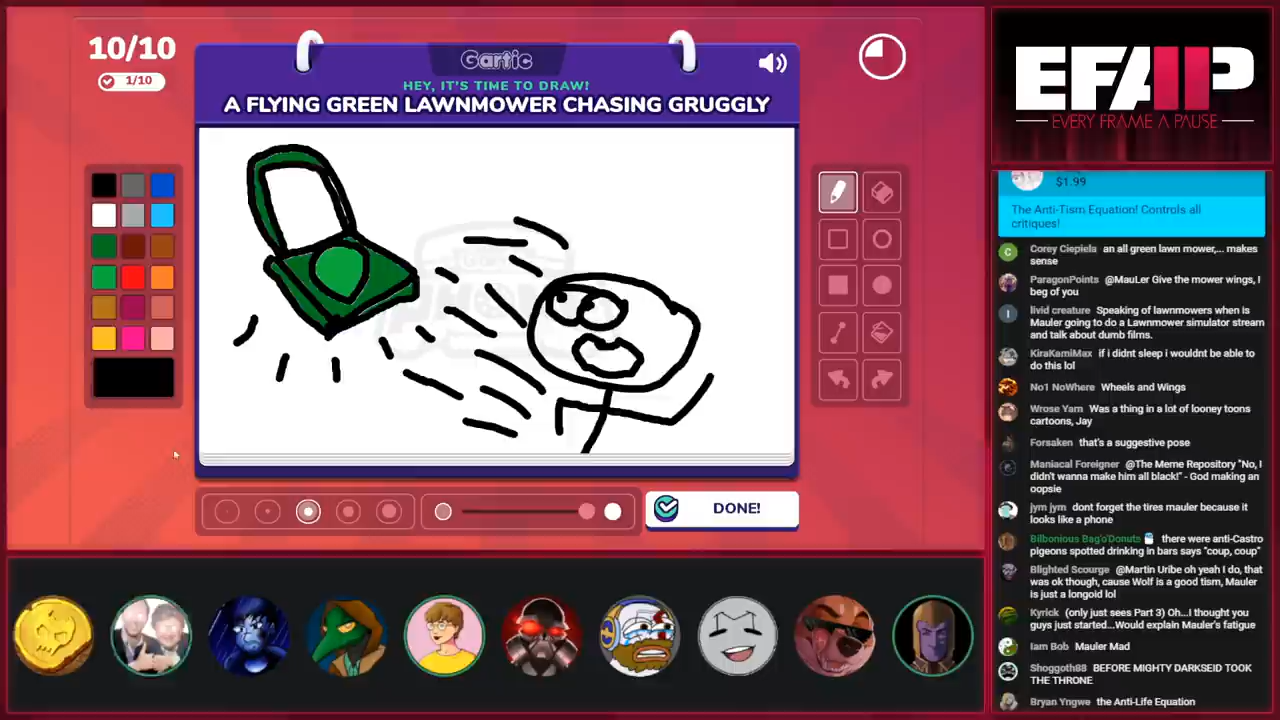 10/10
1/10
Gartic
HEY, IT'S TIME TO DRAW!
A FLYING GREEN LAWNMOWER CHASING GRUGGLY
DONE!
EFAP
EVERY FRAME A PAUSE
$1.99
The Anti-Tism Equation! Controls all
critiques!
Corey Ciepiela an all green lawn mower,... makes
sense
ParagonPoints @MauLer Give the mower wings, I
beg of you
livid creature Speaking of lawnmowers when is
Mauler going to do a Lawnmower simulator stream
and talk about dumb films.
KiraKamiMax if i didnt sleep i wouldnt be able to
do this lol
No1 NoWhere Wheels and Wings
Wrose Yarn Was a thing in a lot of looney toons
cartoons, Jay
Forsaken that's a suggestive pose
Maniacal Foreigner @The Meme Repository "No, I
didn't wanna make him all black!" - God making an
oopsie
jym jym dont forget the tires mauler because it
looks like a phone
Bilbonious Bag'o'Donuts there were anti-Castro
pigeons spotted drinking in bars says "coup, coup"
Blighted Scourge @Martin Uribe oh yeah I do, that
was ok though, cause Wolf is a good tism, Mauler
is just a longoid lol
Kyrick (only just sees Part 3) Oh...I thought you
guys just started...Would explain Mauler's fatigue
Iam Bob Mauler Mad
Shoggoth88 BEFORE MIGHTY DARKSEID TOOK
THE THRONE
Bryan Yngwe the Anti-Life Equation